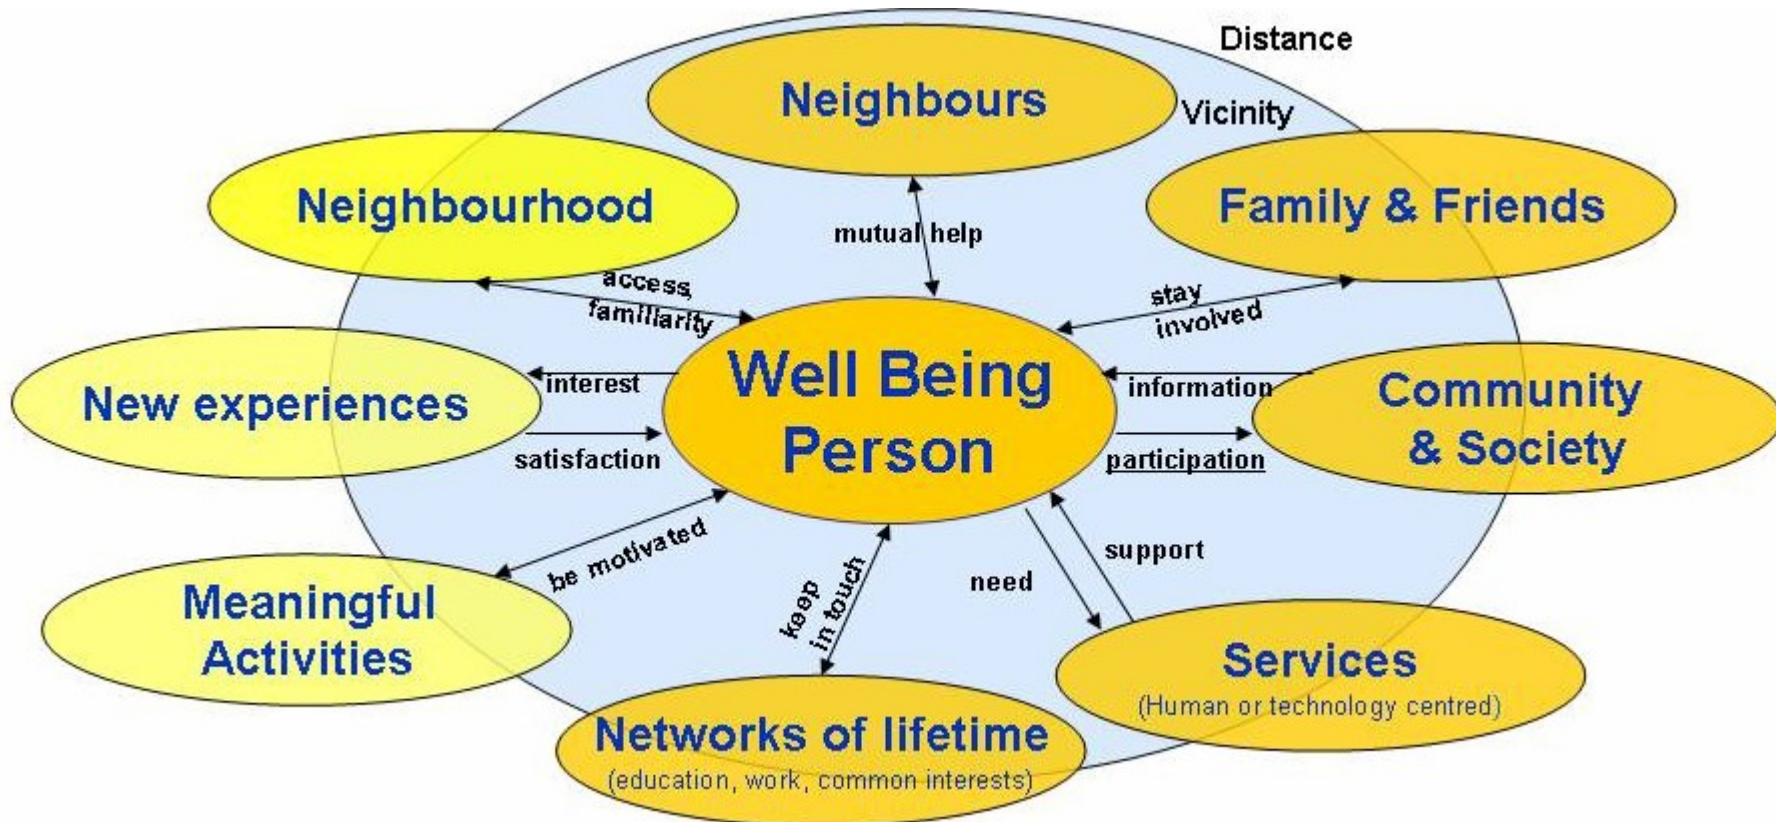 Distance
Neighbours
Vicinity
Neighbourhood
Family & Friends
mutual help
access,
familiarity
stay
involved
Well Being
Person
New experiences
interest
satisfaction
information
participation
Community
& Society
be motivated
Meaningful
Activities
keep
in touch
need
support
Services
(Human or technology centred)
Networks of lifetime
(education, work, common interests)